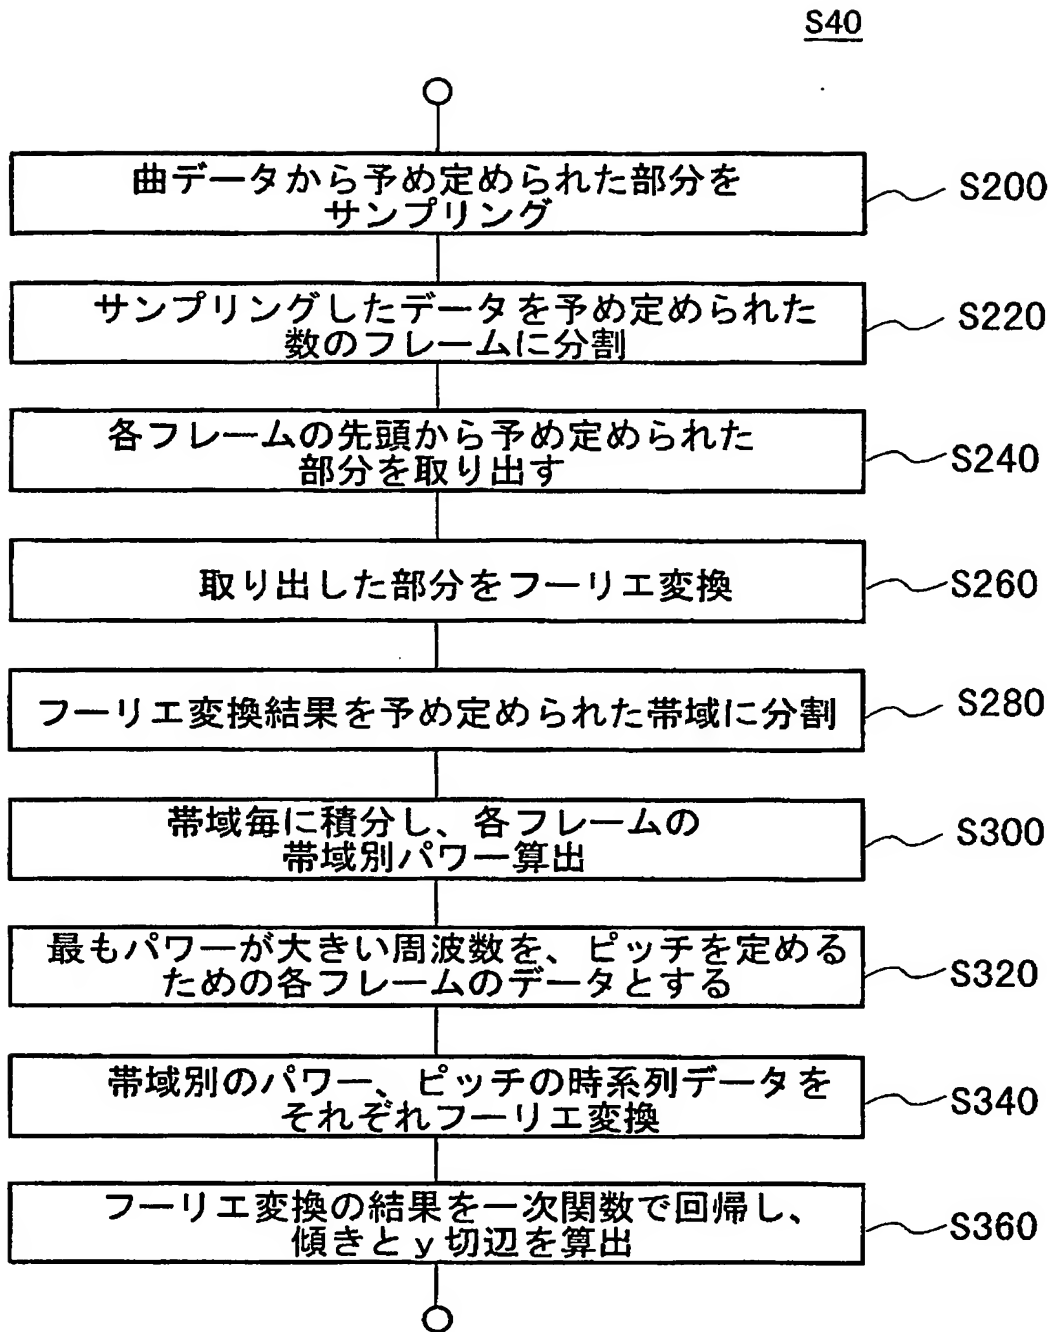 S40
曲データから予め定められた部分を
サンプリング
S200
サンプリングしたデータを予め定められた
数のフレームに分割
S220
各フレームの先頭から予め定められた
部分を取り出す
S240
取り出した部分をフーリエ変換
S260
フーリエ変換結果を予め定められた帯域に分割
S280
帯域毎に積分し、各フレームの
帯域別パワー算出
S300
最もパワーが大きい周波数を、ピッチを定める
ための各フレームのデータとする
S320
帯域別のパワー、ピッチの時系列データを
それぞれフーリエ変換
S340
フーリエ変換の結果を一次関数で回帰し、
傾きとy切辺を算出
S360